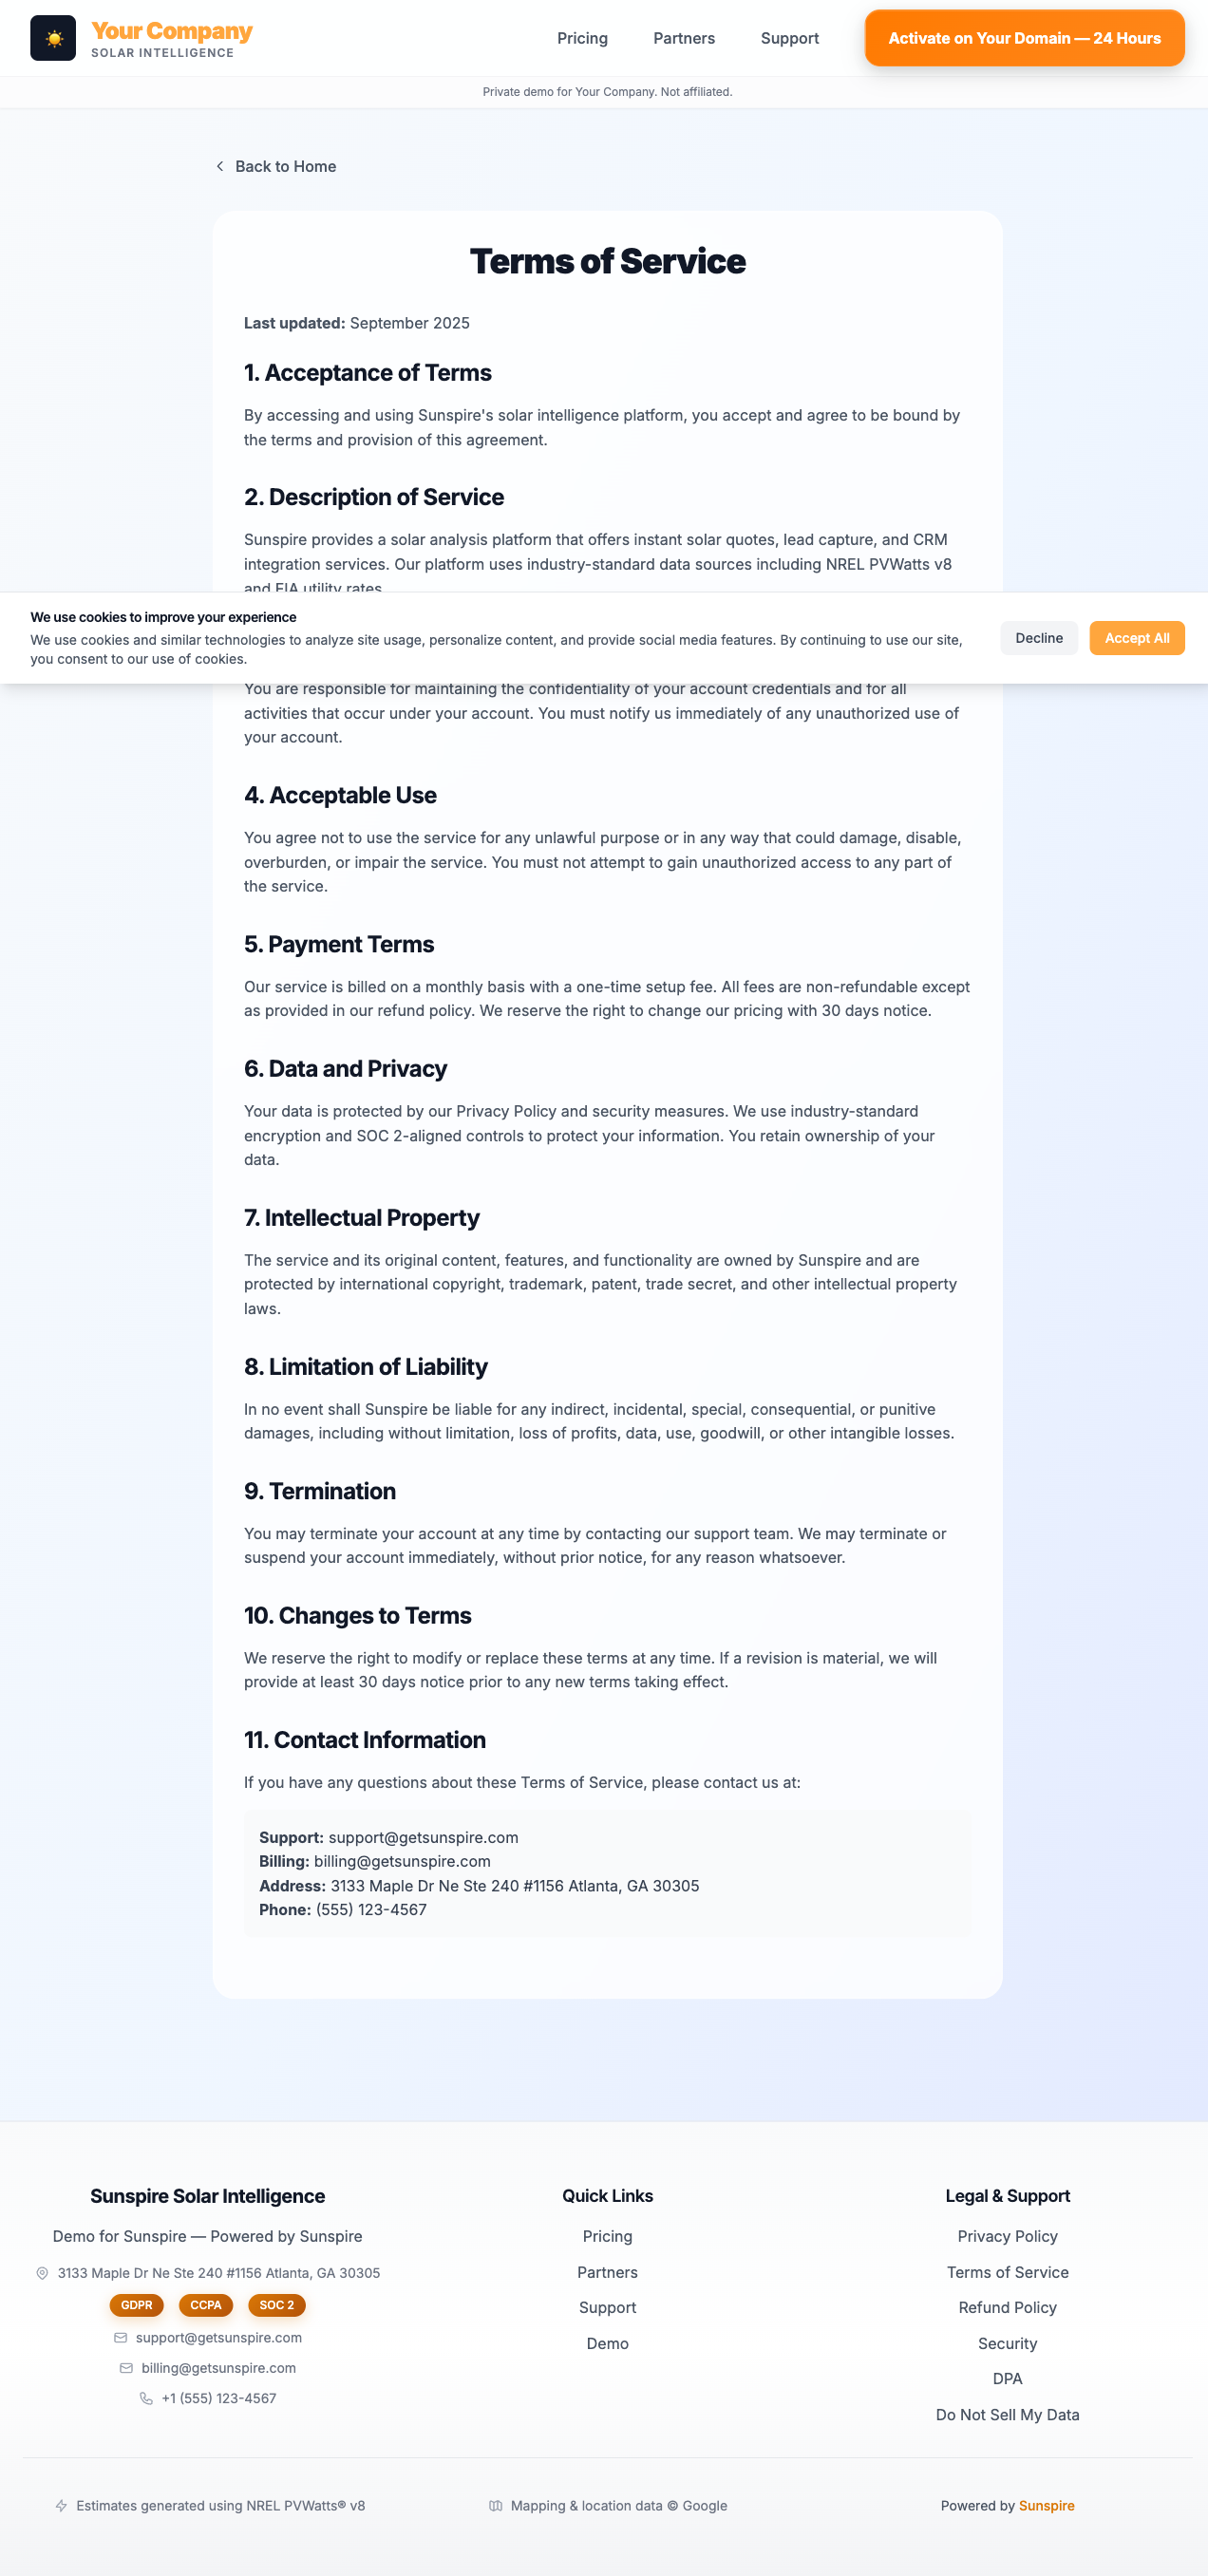 Your Company
SOLAR INTELLIGENCE
Pricing
Partners
Support
Activate on Your Domain — 24 Hours
Private demo for Your Company. Not affiliated.
Back to Home
Terms of Service
Last updated: September 2025
1. Acceptance of Terms
By accessing and using Sunspire's solar intelligence platform, you accept and agree to be bound by
the terms and provision of this agreement.
2. Description of Service
Sunspire provides a solar analysis platform that offers instant solar quotes, lead capture, and CRM
integration services. Our platform uses industry-standard data sources including NREL PVWatts v8
and EIA utility rates.
We use cookies to improve your experience
We use cookies and similar technologies to analyze site usage, personalize content, and provide social media features. By continuing to use our site,
you consent to our use of cookies.
Decline
Accept All
You are responsible for maintaining the confidentiality of your account credentials and for all
activities that occur under your account. You must notify us immediately of any unauthorized use of
your account.
4. Acceptable Use
You agree not to use the service for any unlawful purpose or in any way that could damage, disable,
overburden, or impair the service. You must not attempt to gain unauthorized access to any part of
the service.
5. Payment Terms
Our service is billed on a monthly basis with a one-time setup fee. All fees are non-refundable except
as provided in our refund policy. We reserve the right to change our pricing with 30 days notice.
6. Data and Privacy
Your data is protected by our Privacy Policy and security measures. We use industry-standard
encryption and SOC 2-aligned controls to protect your information. You retain ownership of your
data.
7. Intellectual Property
The service and its original content, features, and functionality are owned by Sunspire and are
protected by international copyright, trademark, patent, trade secret, and other intellectual property
laws.
8. Limitation of Liability
In no event shall Sunspire be liable for any indirect, incidental, special, consequential, or punitive
damages, including without limitation, loss of profits, data, use, goodwill, or other intangible losses.
9. Termination
You may terminate your account at any time by contacting our support team. We may terminate or
suspend your account immediately, without prior notice, for any reason whatsoever.
10. Changes to Terms
We reserve the right to modify or replace these terms at any time. If a revision is material, we will
provide at least 30 days notice prior to any new terms taking effect.
11. Contact Information
If you have any questions about these Terms of Service, please contact us at:
Support: support@getsunspire.com
Billing: billing@getsunspire.com
Address: 3133 Maple Dr Ne Ste 240 #1156 Atlanta, GA 30305
Phone: (555) 123-4567
Sunspire Solar Intelligence
Demo for Sunspire — Powered by Sunspire
3133 Maple Dr Ne Ste 240 #1156 Atlanta, GA 30305
GDPR
CCPA
SOC 2
support@getsunspire.com
billing@getsunspire.com
+1 (555) 123-4567
Quick Links
Pricing
Partners
Support
Demo
Legal & Support
Privacy Policy
Terms of Service
Refund Policy
Security
DPA
Do Not Sell My Data
Estimates generated using NREL PVWatts® v8
Mapping & location data © Google
Powered by Sunspire